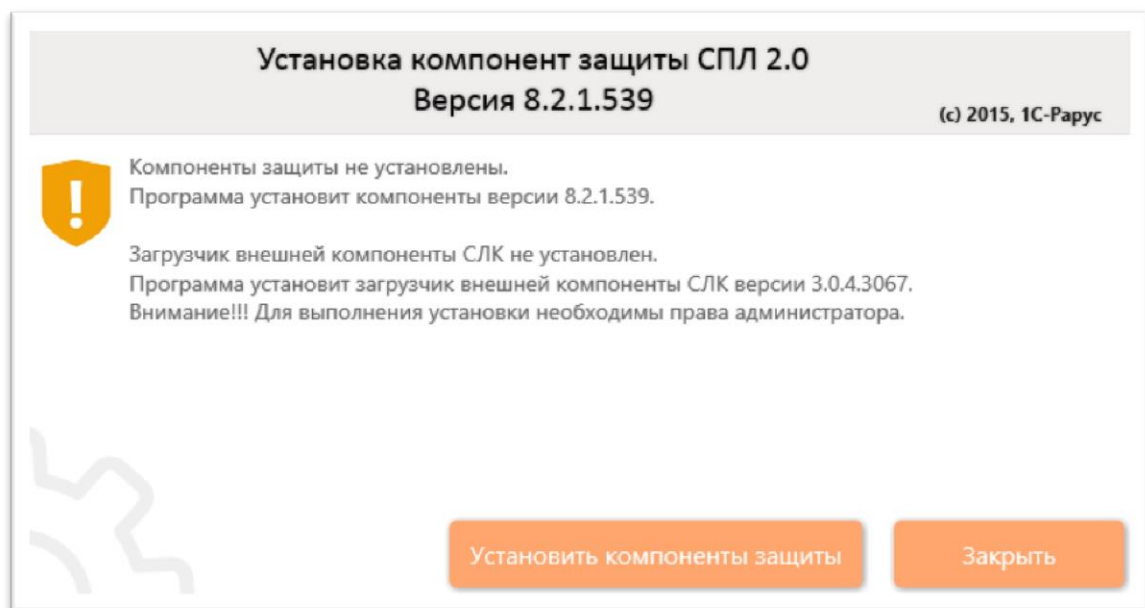 Установка компонент защиты СПЛ 2.0
Версия 8.2.1.539
(c) 2015, 1С-Рарус
Компоненты защиты не установлены.
Программа установит компоненты версии 8.2.1.539.
Загрузчик внешней компоненты СЛК не установлен.
Программа установит загрузчик внешней компоненты СЛК версии 3.0.4.3067.
Внимание!!! Для выполнения установки необходимы права администратора.
Установить компоненты защиты
Закрыть